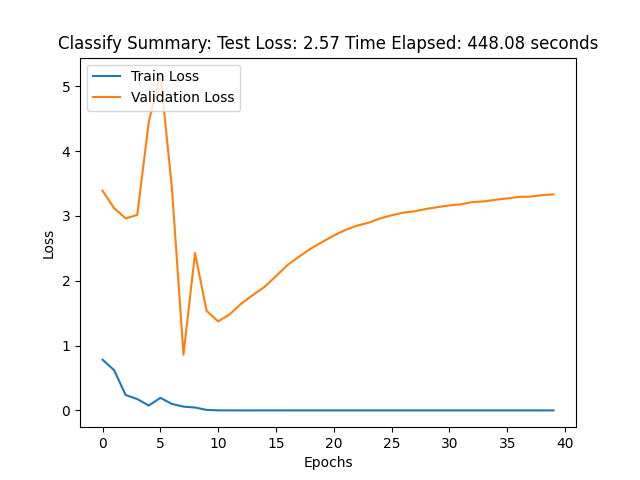 Classify Summary: Test Loss: 2.57 Time Elapsed: 448.08 seconds
Train Loss
Validation Loss
5
4
3
2
1
0
Loss
0 5 10 15 20 25 30 35 40
Epochs